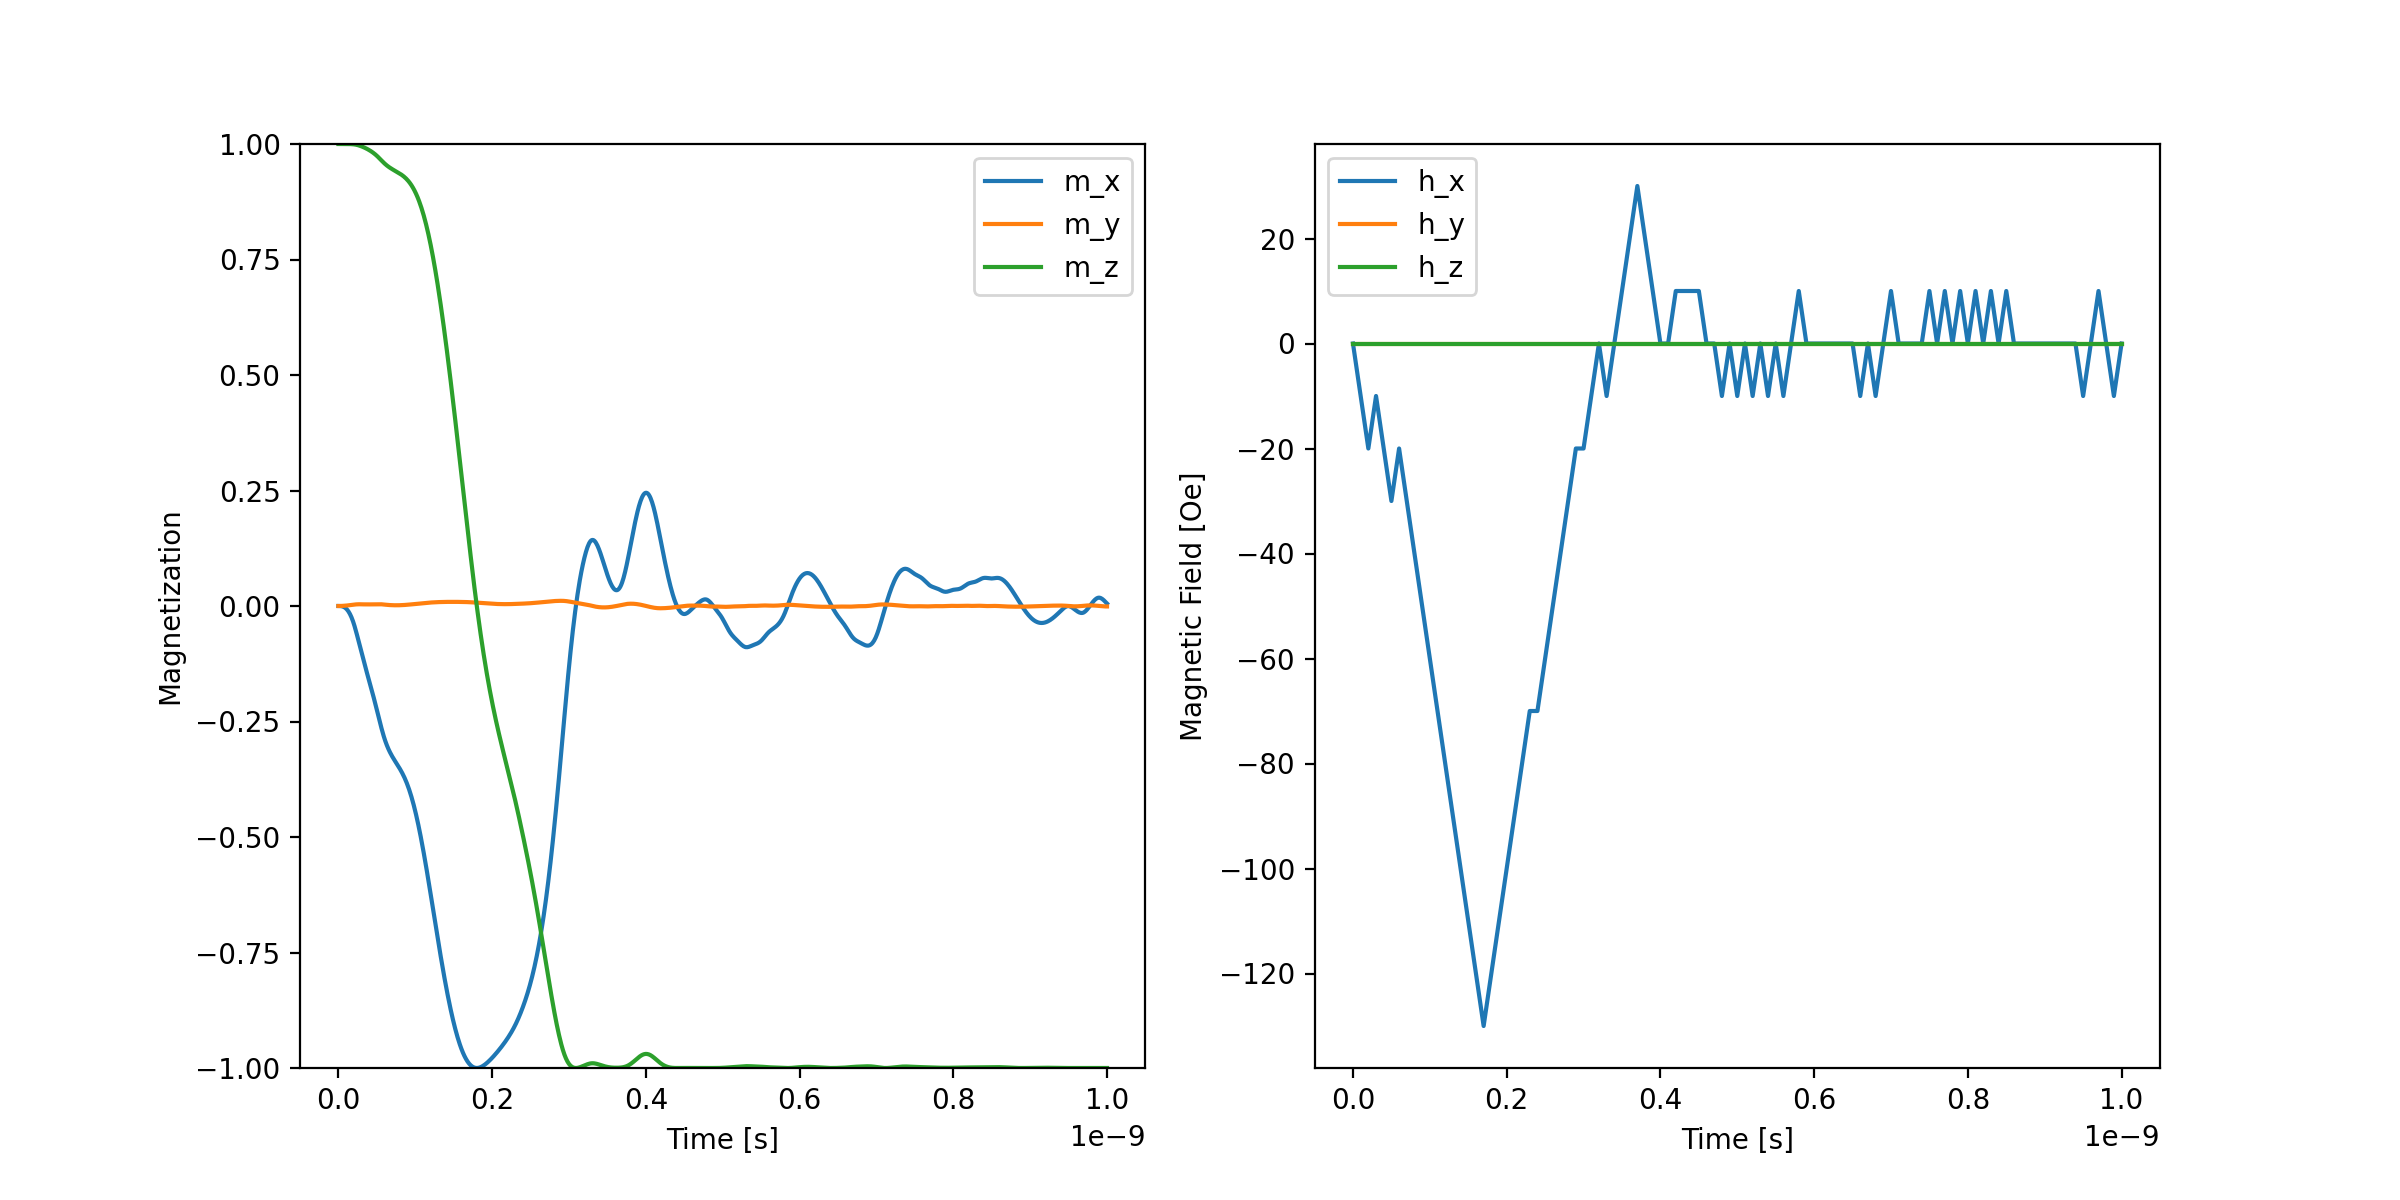 1.00
0.75
0.50
0.25
0.00
−0.25
−0.50
−0.75
−1.00
Magnetization
m_x
m_y
m_z
0.0 0.2 0.4 0.6 0.8 1.0
1e−9
Time [s]
20
0
−20
−40
−60
−80
−100
−120
Magnetic Field [Oe]
h_x
h_y
h_z
0.0 0.2 0.4 0.6 0.8 1.0
1e−9
Time [s]